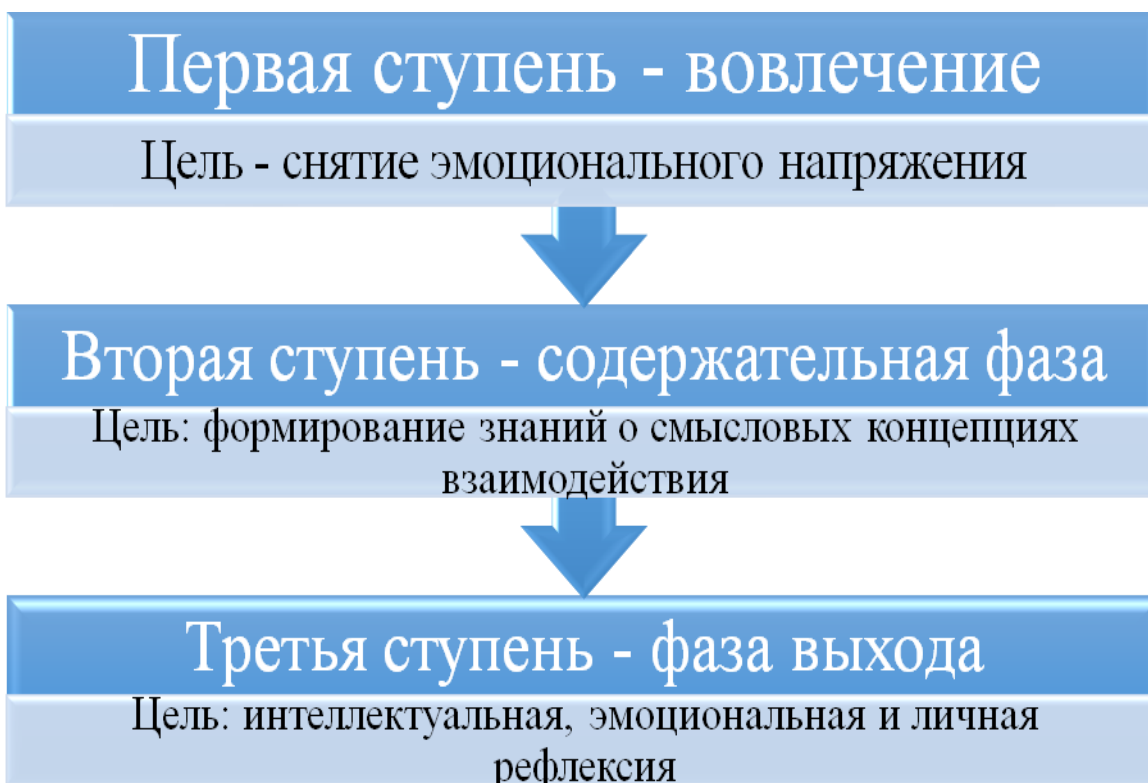 Первая ступень - вовлечение
Цель - снятие эмоционального напряжения
Вторая ступень - содержательная фаза
Цель: формирование знаний о смысловых концепциях
взаимодействия
Третья ступень - фаза выхода
Цель: интеллектуальная, эмоциональная и личная
рефлексия